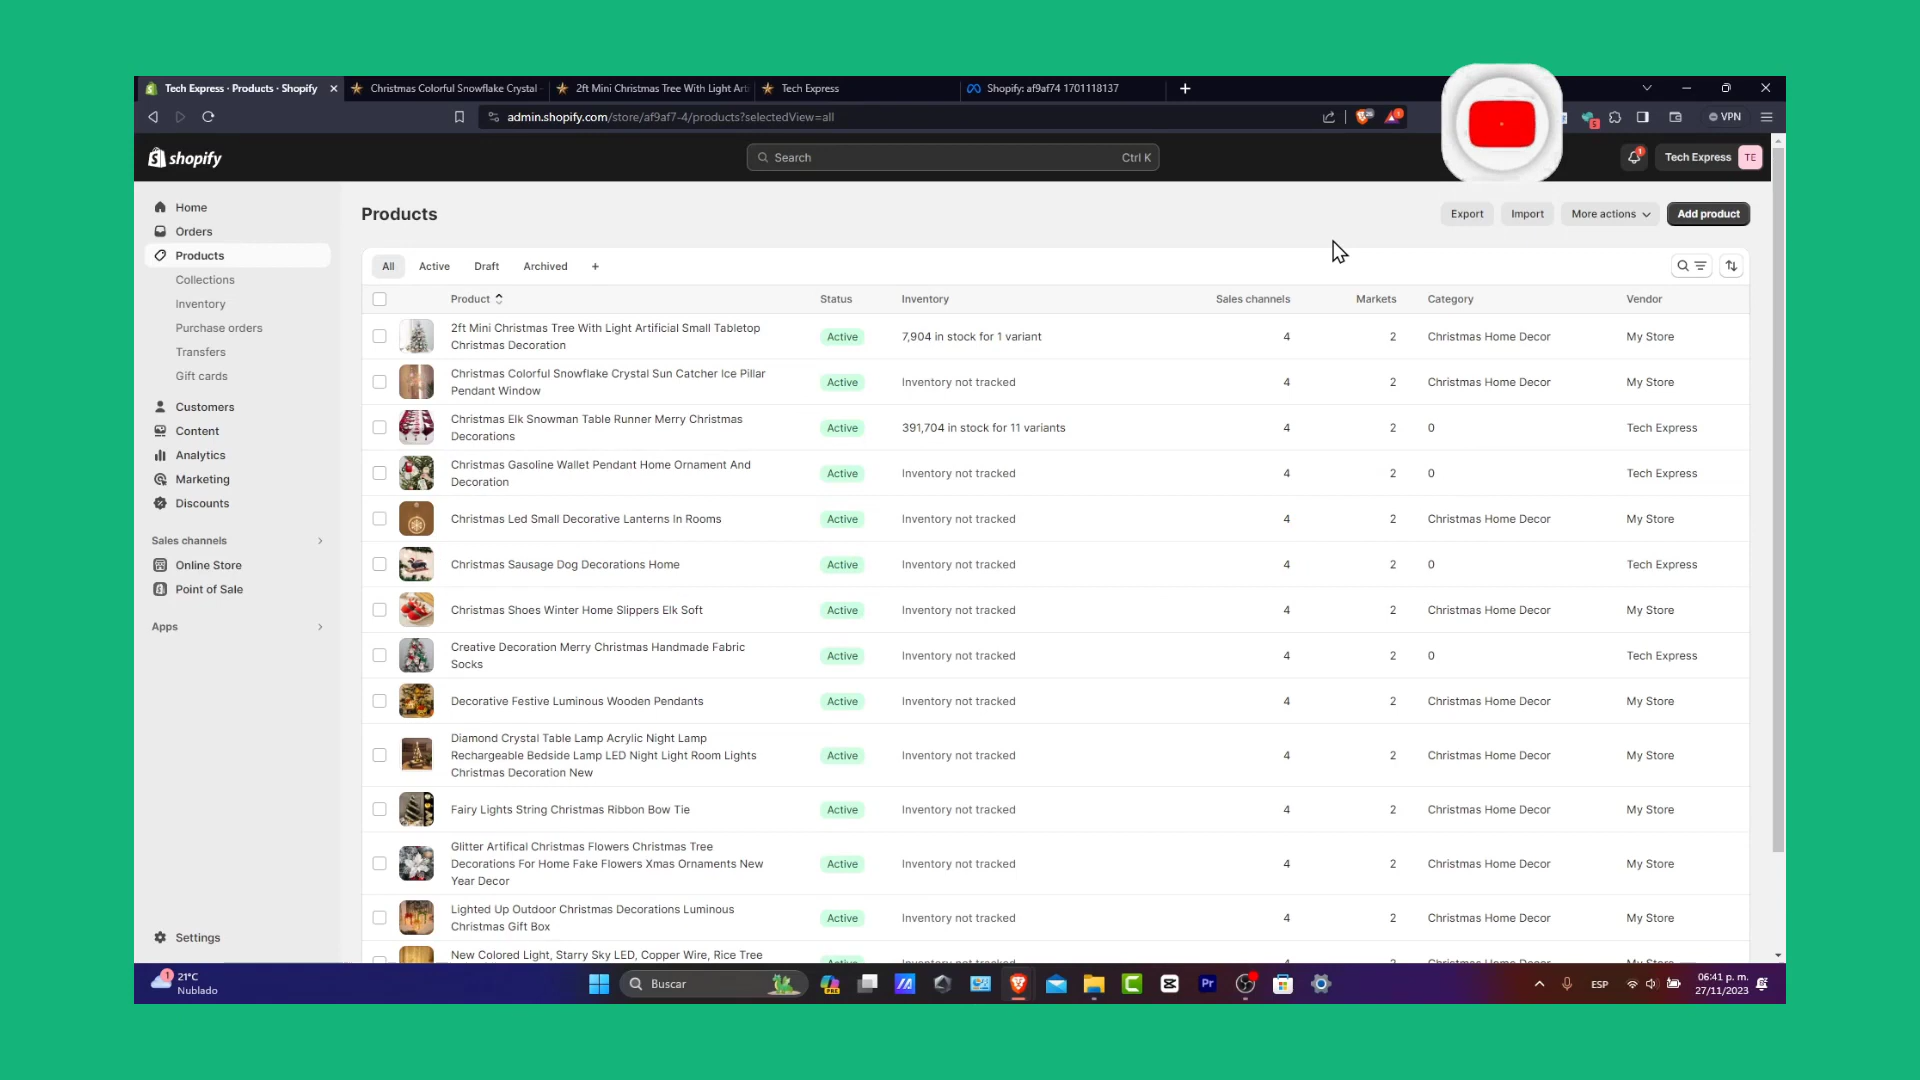 Tech Express · Products · Shopify
Christmas Colorful Snowflake Crystal
2ft Mini Christmas Tree With Light Art
Tech Express
Shopify: af9af74 1701118137
admin.shopify.com/store/af9af7-4/products?selectedView=all
VPN
shopify
Search
Ctrl K
1
Tech Express
TE
Home
Orders
Products
Collections
Inventory
Purchase orders
Transfers
Gift cards
Customers
Content
Analytics
Marketing
Discounts
Sales channels
Online Store
Point of Sale
Apps
Settings
Products
Export
Import
More actions
Add product
All
Active
Draft
Archived
+
Product
Status
Inventory
Sales channels
Markets
Category
Vendor
2ft Mini Christmas Tree With Light Artificial Small Tabletop
Christmas Decoration
Active
7,904 in stock for 1 variant
4
2
Christmas Home Decor
My Store
Christmas Colorful Snowflake Crystal Sun Catcher Ice Pillar
Pendant Window
Active
Inventory not tracked
4
2
Christmas Home Decor
My Store
Christmas Elk Snowman Table Runner Merry Christmas
Decorations
Active
391,704 in stock for 11 variants
4
2
0
Tech Express
Christmas Gasoline Wallet Pendant Home Ornament And
Decoration
Active
Inventory not tracked
4
2
0
Tech Express
Christmas Led Small Decorative Lanterns In Rooms
Active
Inventory not tracked
4
2
Christmas Home Decor
My Store
Christmas Sausage Dog Decorations Home
Active
Inventory not tracked
4
2
0
Tech Express
Christmas Shoes Winter Home Slippers Elk Soft
Active
Inventory not tracked
4
2
Christmas Home Decor
My Store
Creative Decoration Merry Christmas Handmade Fabric
Socks
Active
Inventory not tracked
4
2
0
Tech Express
Decorative Festive Luminous Wooden Pendants
Active
Inventory not tracked
4
2
Christmas Home Decor
My Store
Diamond Crystal Table Lamp Acrylic Night Lamp
Rechargeable Bedside Lamp LED Night Light Room Lights
Christmas Decoration New
Active
Inventory not tracked
4
2
Christmas Home Decor
My Store
Fairy Lights String Christmas Ribbon Bow Tie
Active
Inventory not tracked
4
2
Christmas Home Decor
My Store
Glitter Artifical Christmas Flowers Christmas Tree
Decorations For Home Fake Flowers Xmas Ornaments New
Year Decor
Active
Inventory not tracked
4
2
Christmas Home Decor
My Store
Lighted Up Outdoor Christmas Decorations Luminous
Christmas Gift Box
Active
Inventory not tracked
4
2
Christmas Home Decor
My Store
New Colored Light, Starry Sky LED, Copper Wire, Rice Tree
Active
Inventory not tracked
4
2
Christmas Home Decor
My Store
1
21°C
Nublado
Buscar
PRE
Pr
ESP
06:41 p. m.
27/11/2023